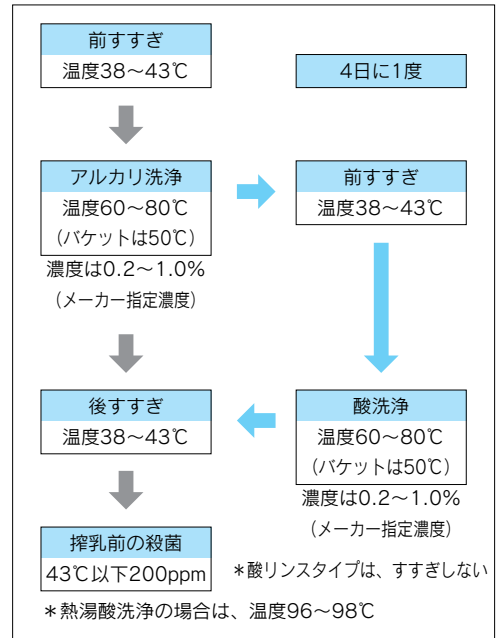 前すすぎ
温度38～43℃
4日に1度
アルカリ洗浄
温度60～80℃
（バケットは50℃）
濃度は0.2～1.0%
（メーカー指定濃度）
前すすぎ
温度38～43℃
後すすぎ
温度38～43℃
酸洗浄
温度60～80℃
（バケットは50℃）
濃度は0.2～1.0%
（メーカー指定濃度）
搾乳前の殺菌
43℃以下200ppm
＊酸リンスタイプは、すすぎしない
＊熱湯酸洗浄の場合は、温度96～98℃